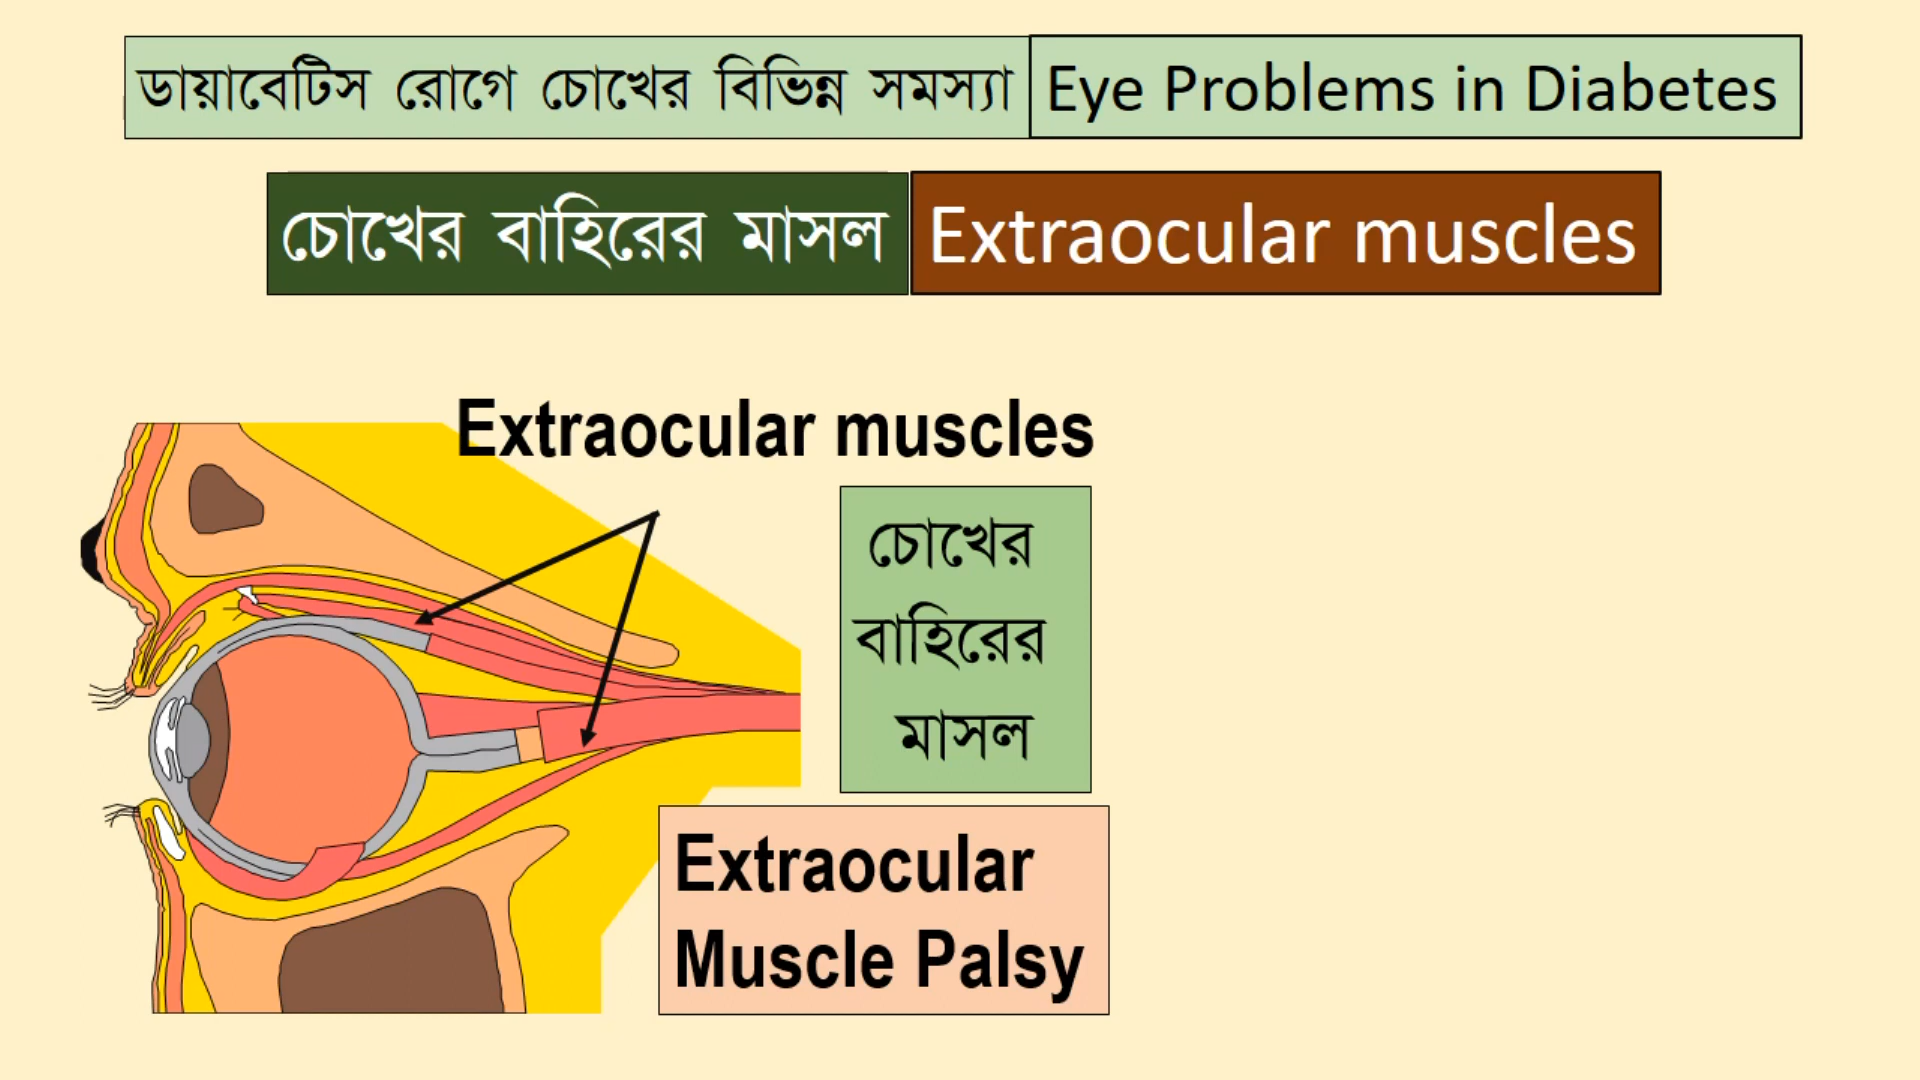 ডায়াবেটিস রোগে চোখের বিভিন্ন সমস্যা Eye Problems in Diabetes
চোখের বাহিরের মাসল Extraocular muscles
Extraocular muscles
চোখের
বাহিরের
মাসল
Extraocular
Muscle Palsy